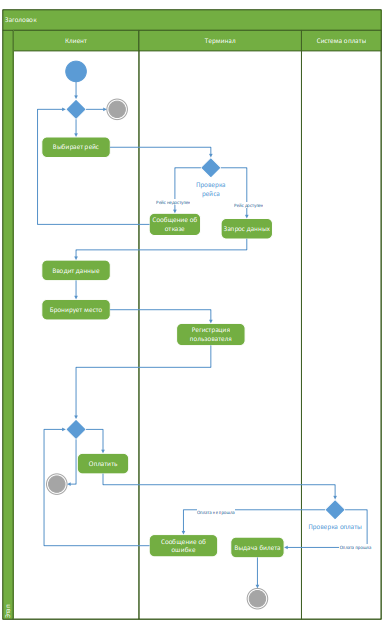 Заголовок
Клиент
Терминал
Система оплаты
Выбирает рейс
Проверка
рейса
Рейс недоступен
Рейс доступен
Сообщение об
отказе
Запрос данных
Вводит данные
Бронирует место
Регистрация
пользователя
Оплатить
Оплата не прошла
Проверка оплаты
Сообщение об
ошибке
Выдача билета
Оплата прошла
Этап